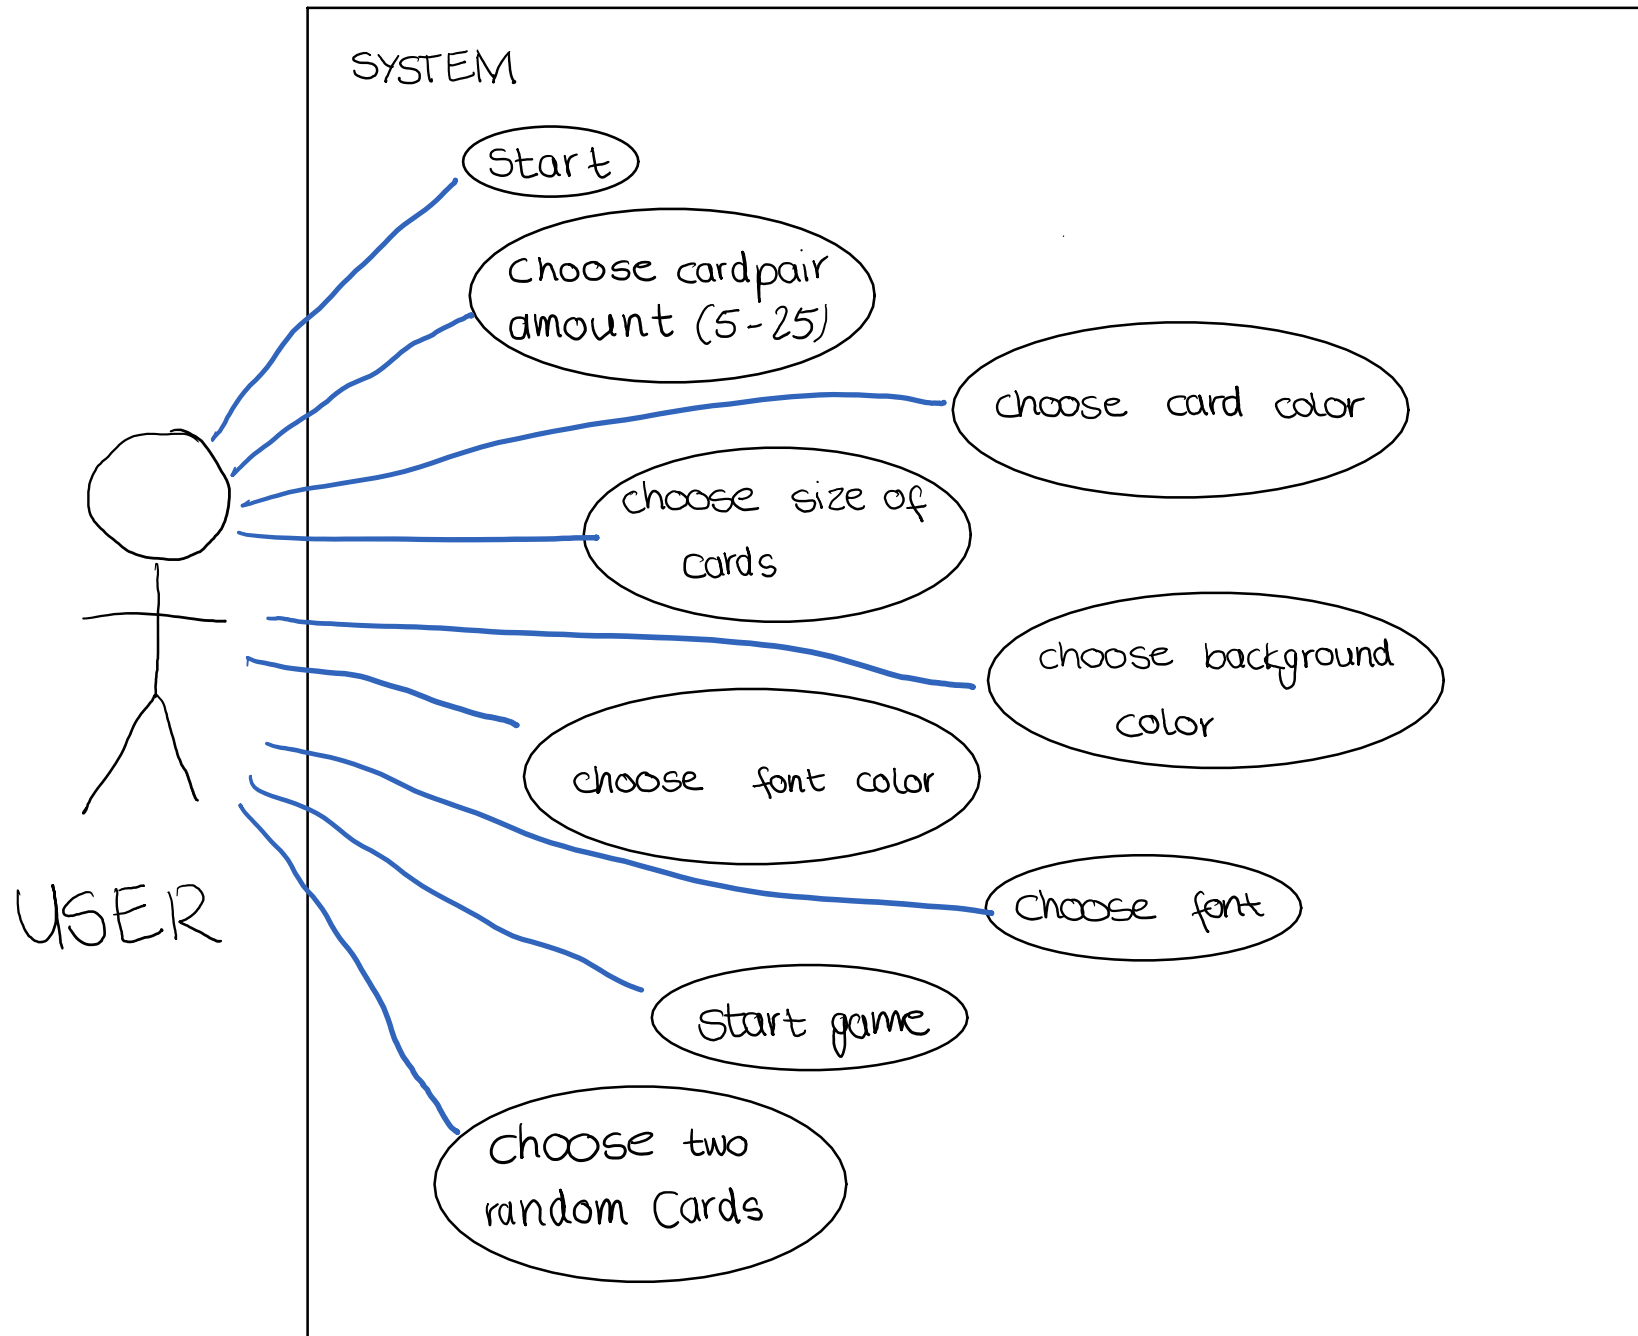 SYSTEM
Start
Choose cardpair
amount (5-25)
choose card color
choose size of
cards
choose background
color
choose font color
choose font
USER
start game
choose two
random Cards